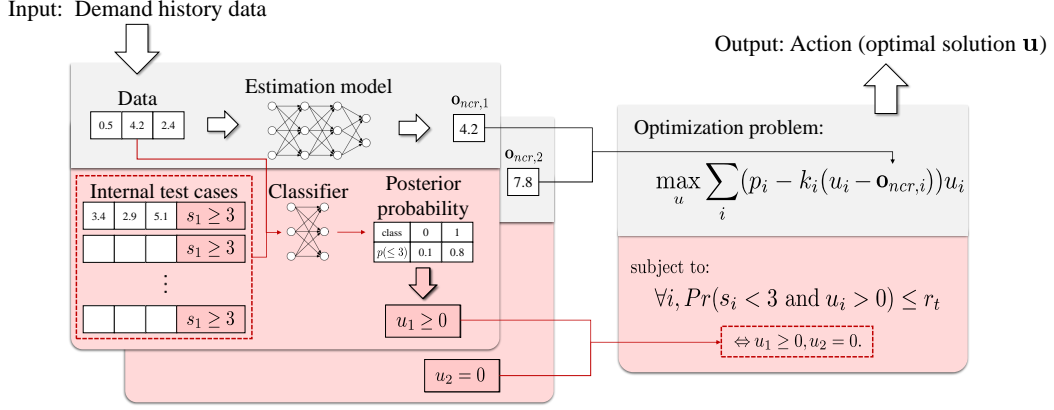 Input: Demand history data
Output: Action (optimal solution u)
Data
Estimation model
0.5 4.2 2.4
o_{ncr,1}
4.2
o_{ncr,2}
7.8
Internal test cases
3.4 2.9 5.1 s_1 ≥ 3
s_1 ≥ 3
⋮
s_1 ≥ 3
Classifier
Posterior
probability
class 0 1
p(≤ 3) 0.1 0.8
u_1 ≥ 0
u_2 = 0
Optimization problem:
max_u ∑_i (p_i − k_i(u_i − o_{ncr,i}))u_i
subject to:
∀i, Pr(s_i < 3 and u_i > 0) ≤ r_t
⇔ u_1 ≥ 0, u_2 = 0.